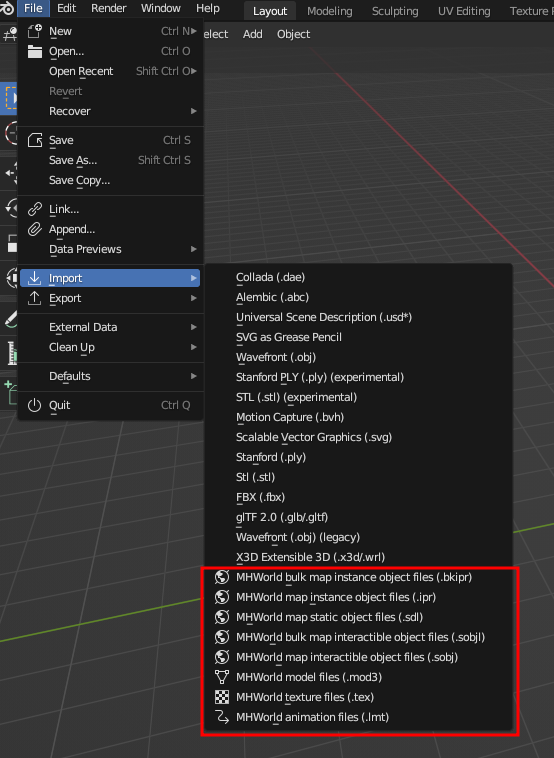 File Edit Render Window Help Layout Modeling Sculpting UV Editing Texture
elect Add Object
New Ctrl N
Open... Ctrl O
Open Recent Shift Ctrl O
Revert
Recover
Save Ctrl S
Save As... Shift Ctrl S
Save Copy...
Link...
Append...
Data Previews
Import
Export
External Data
Clean Up
Defaults
Quit Ctrl Q
Collada (.dae)
Alembic (.abc)
Universal Scene Description (.usd*)
SVG as Grease Pencil
Wavefront (.obj)
Stanford PLY (.ply) (experimental)
STL (.stl) (experimental)
Motion Capture (.bvh)
Scalable Vector Graphics (.svg)
Stanford (.ply)
Stl (.stl)
FBX (.fbx)
glTF 2.0 (.glb/.gltf)
Wavefront (.obj) (legacy)
X3D Extensible 3D (.x3d/.wrl)
MHWorld bulk map instance object files (.bkipr)
MHWorld map instance object files (.ipr)
MHWorld map static object files (.sdl)
MHWorld bulk map interactible object files (.sobjl)
MHWorld map interactible object files (.sobj)
MHWorld model files (.mod3)
MHWorld texture files (.tex)
MHWorld animation files (.lmt)